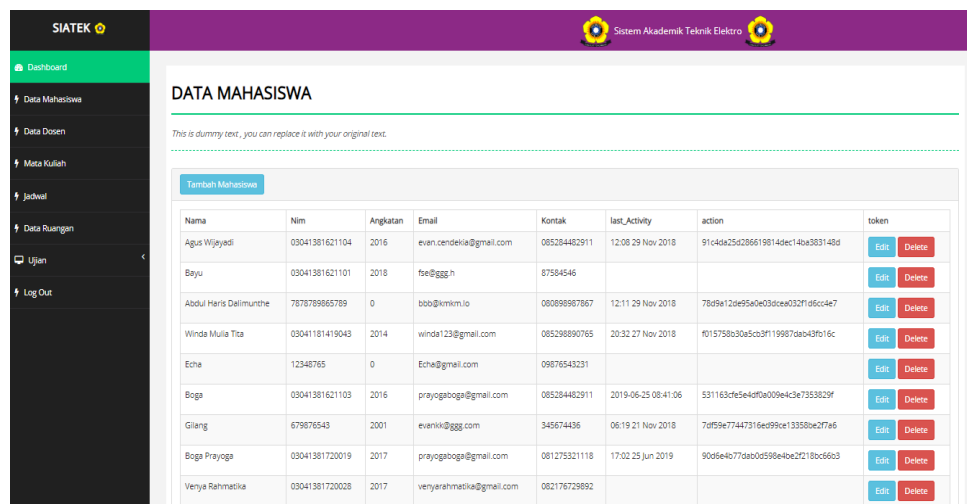 SIATEK
Sistem Akademik Teknik Elektro
Dashboard
Data Mahasiswa
Data Dosen
Mata Kuliah
Jadwal
Data Ruangan
Ujian
Log Out
DATA MAHASISWA
This is dummy text , you can replace it with your original text.
Tambah Mahasiswa
Nama Nim Angkatan Email Kontak last_Activity action token
Agus Wijayadi 03041381621104 2016 evan.cendekia@gmail.com 085284482911 12:08 29 Nov 2018 91c4da25d286619814dec14ba383148d Edit Delete
Bayu 03041381621101 2018 fse@ggg.h 87584546 Edit Delete
Abdul Haris Dalimunthe 7878789865789 0 bbb@kmkm.lo 080898987867 12:11 29 Nov 2018 78d9a12de95a0e03dcea032f1d6cc4e7 Edit Delete
Winda Mulia Tita 03041181419043 2014 winda123@gmail.com 085298890765 20:32 27 Nov 2018 f015758b30a5cb3f119987dab43fb16c Edit Delete
Echa 12348765 0 Echa@gmail.com 09876543231 Edit Delete
Boga 03041381621103 2016 prayogaboga@gmail.com 085284482911 2019-06-25 08:41:06 531163cfe5e4df0a009e4c3e7353829f Edit Delete
Gilang 679876543 2001 evankk@ggg.com 345674436 06:19 21 Nov 2018 7df59e77447316ed99ce13358be2f7a6 Edit Delete
Boga Prayoga 03041381720019 2017 prayogaboga@gmail.com 081275321118 17:02 25 Jun 2019 90d6e4b77dab0d598e4be2f218bc66b3 Edit Delete
Venya Rahmatika 03041381720028 2017 venyarahmatika@gmail.com 082176729892 Edit Delete